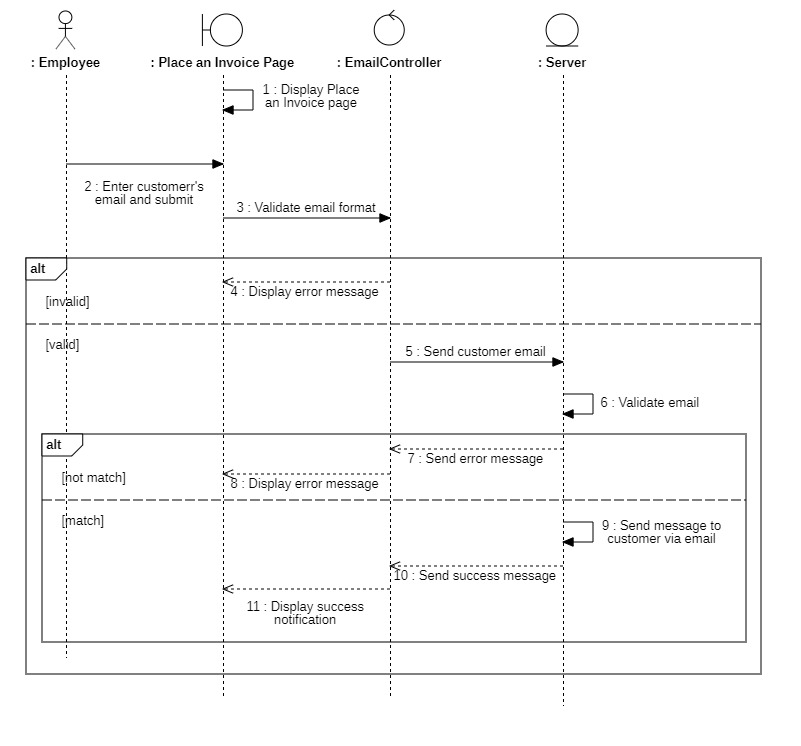 : Employee
: Place an Invoice Page
: EmailController
: Server
1 : Display Place
an Invoice page
2 : Enter customerr's
email and submit
3 : Validate email format
alt
4 : Display error message
[invalid]
[valid]
5 : Send customer email
6 : Validate email
alt
7 : Send error message
[not match]
8 : Display error message
[match]
9 : Send message to
customer via email
10 : Send success message
11 : Display success
notification